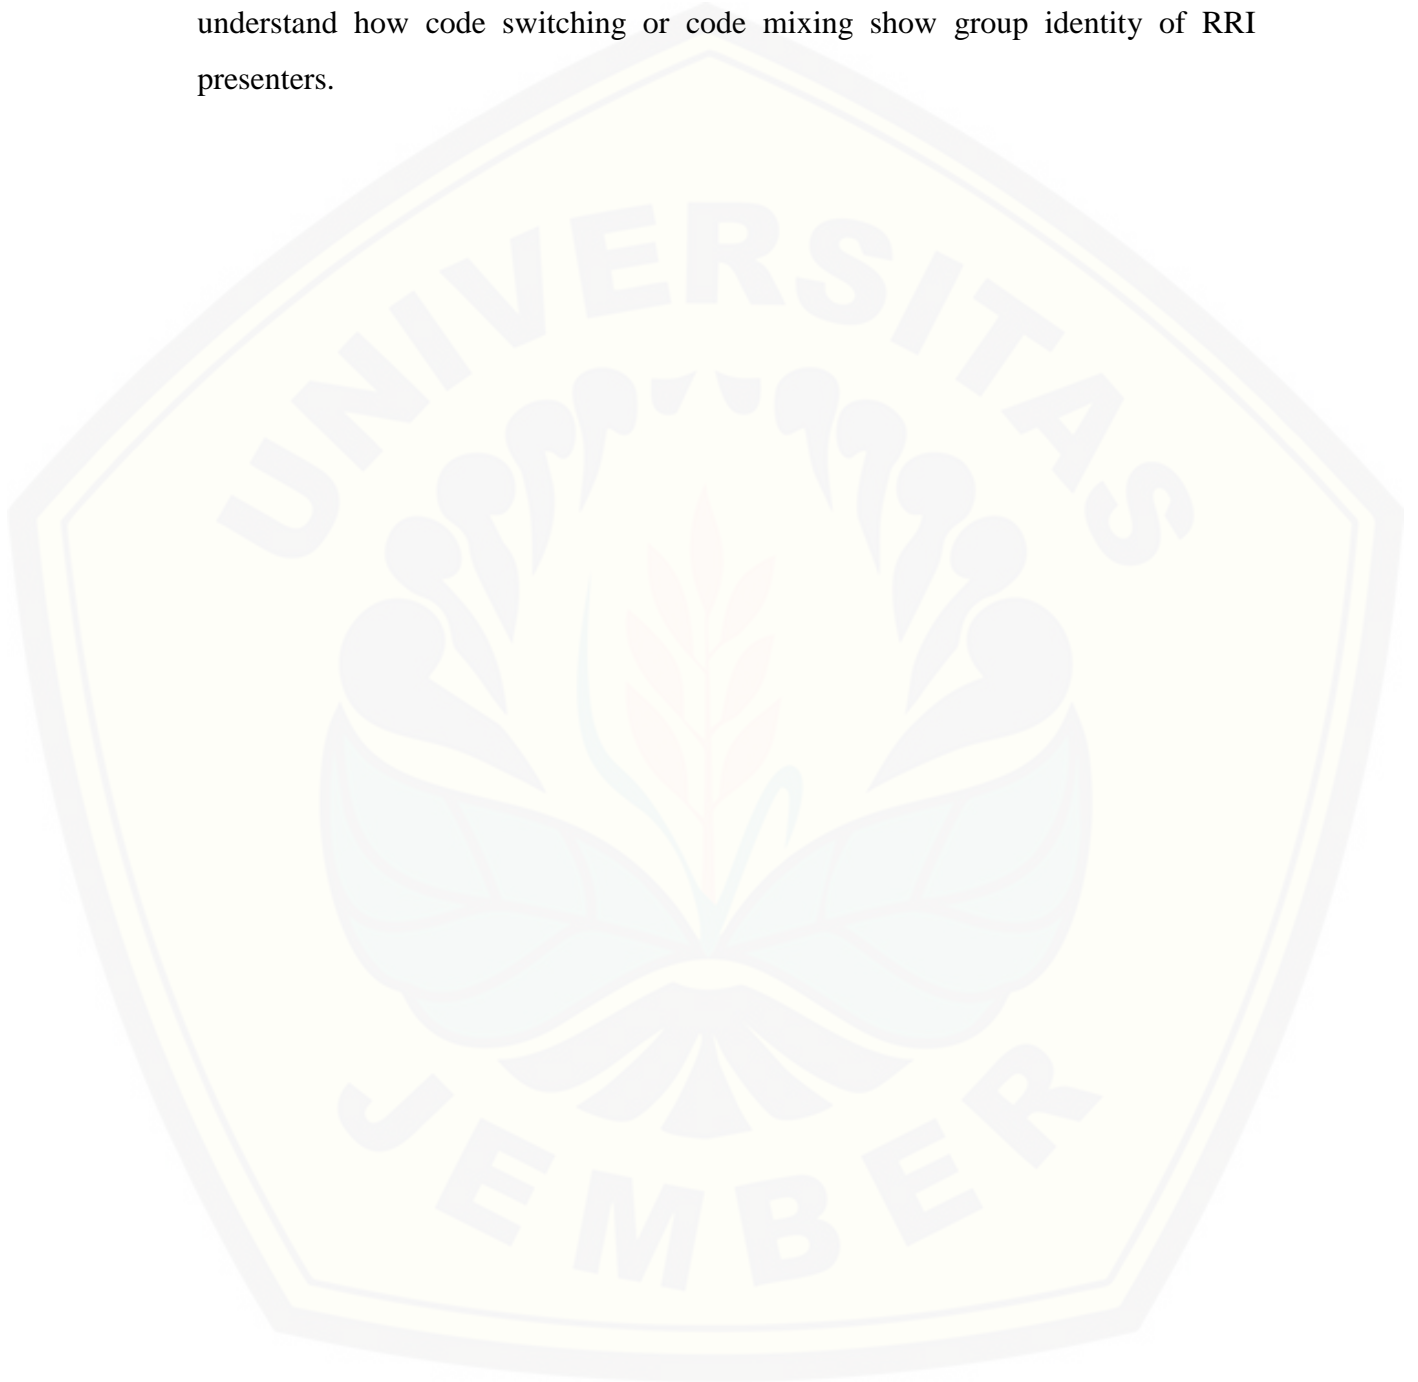 understand how code switching or code mixing show group identity of RRI
presenters.
UNIVERSITAS
JEMBER